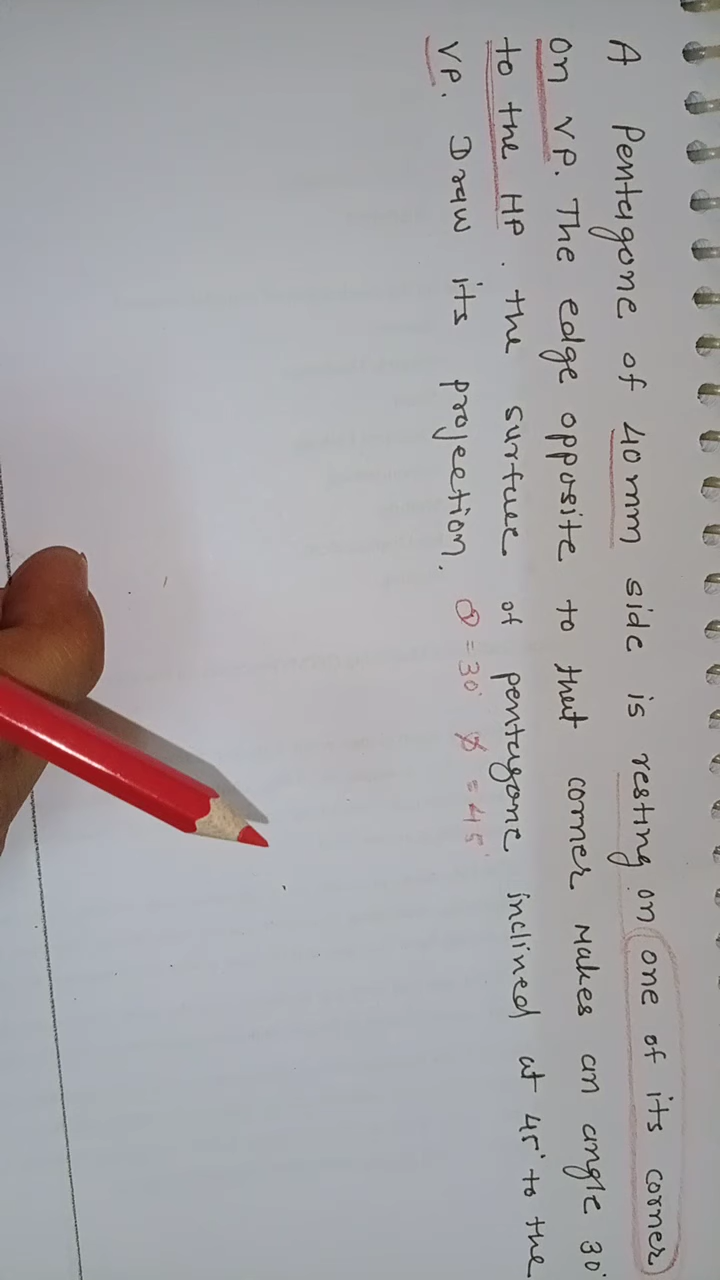 A Pentagone of 40mm side is resting on one of its corner
on VP. The edge opposite to that corner makes an angle 30°
to the HP. the surface of pentagone inclined at 45° to the
VP. Draw its projection. θ = 30° ø = 45°